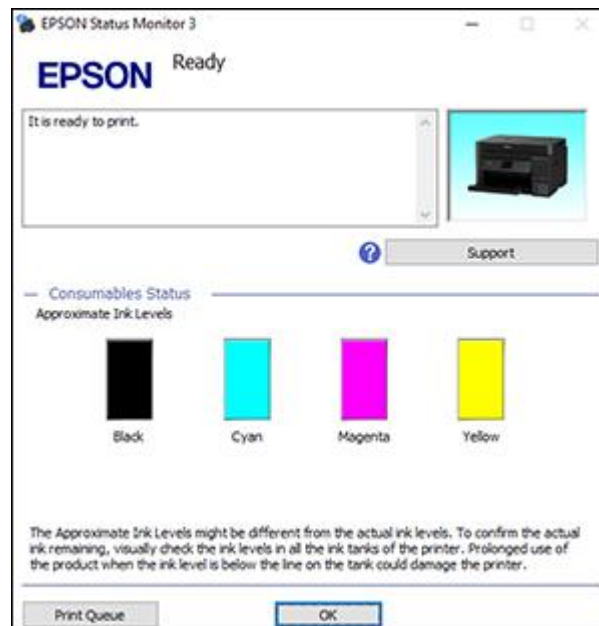 EPSON Status Monitor 3
EPSON
Ready
It is ready to print.
Support
Consumables Status
Approximate Ink Levels
Black
Cyan
Magenta
Yellow
The Approximate Ink Levels might be different from the actual ink levels. To confirm the actual
ink remaining, visually check the ink levels in all the ink tanks of the printer. Prolonged use of
the product when the ink level is below the line on the tank could damage the printer.
Print Queue
OK